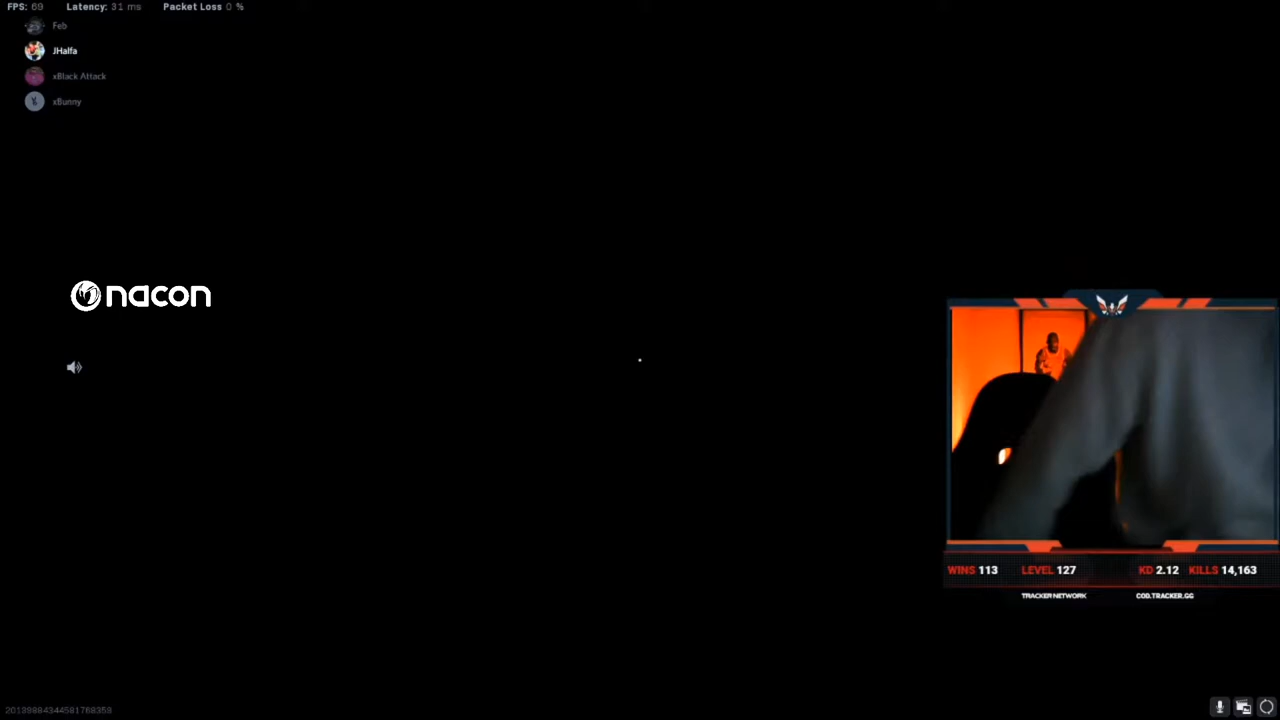 FPS: 69 Latency: 31 ms Packet Loss 0 %
Feb
JHalfa
xBlack Attack
xBunny
nacon
WINS 113 LEVEL 127 KD 2.12 KILLS 14,163
TRACKER NETWORK COD.TRACKER.GG